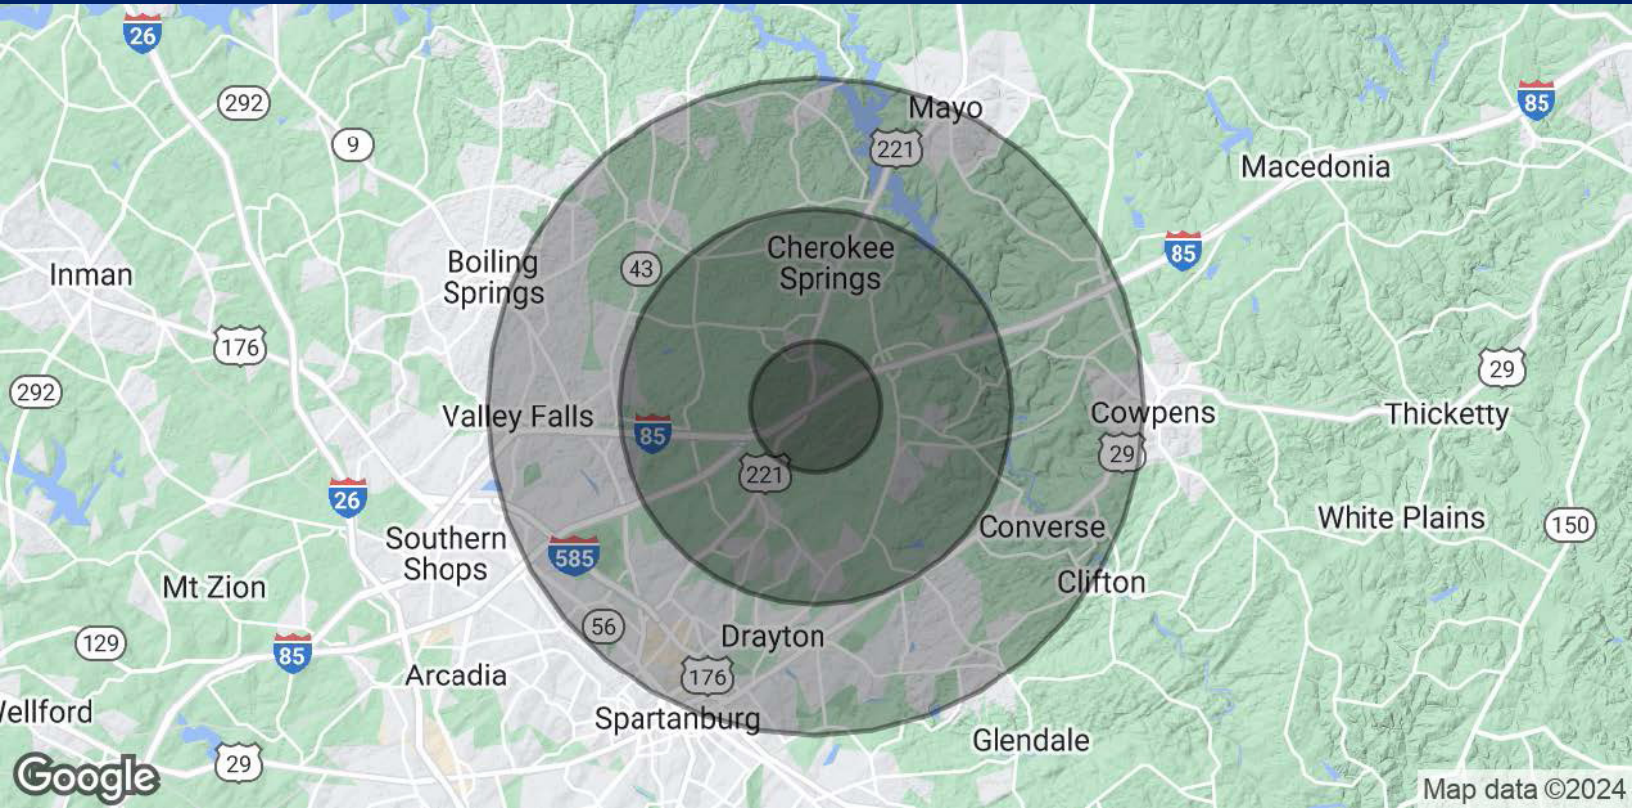 26
85
292
Mayo
9
221
Macedonia
Cherokee
Springs
85
Boiling
Springs
43
Inman
176
29
292
Valley Falls
Cowpens
Thicketty
85
29
221
26
White Plains
150
Converse
Southern
Shops
585
Clifton
Mt Zion
56
Drayton
129
85
176
Arcadia
Wellford
Spartanburg
Glendale
29
Google
Map data ©2024